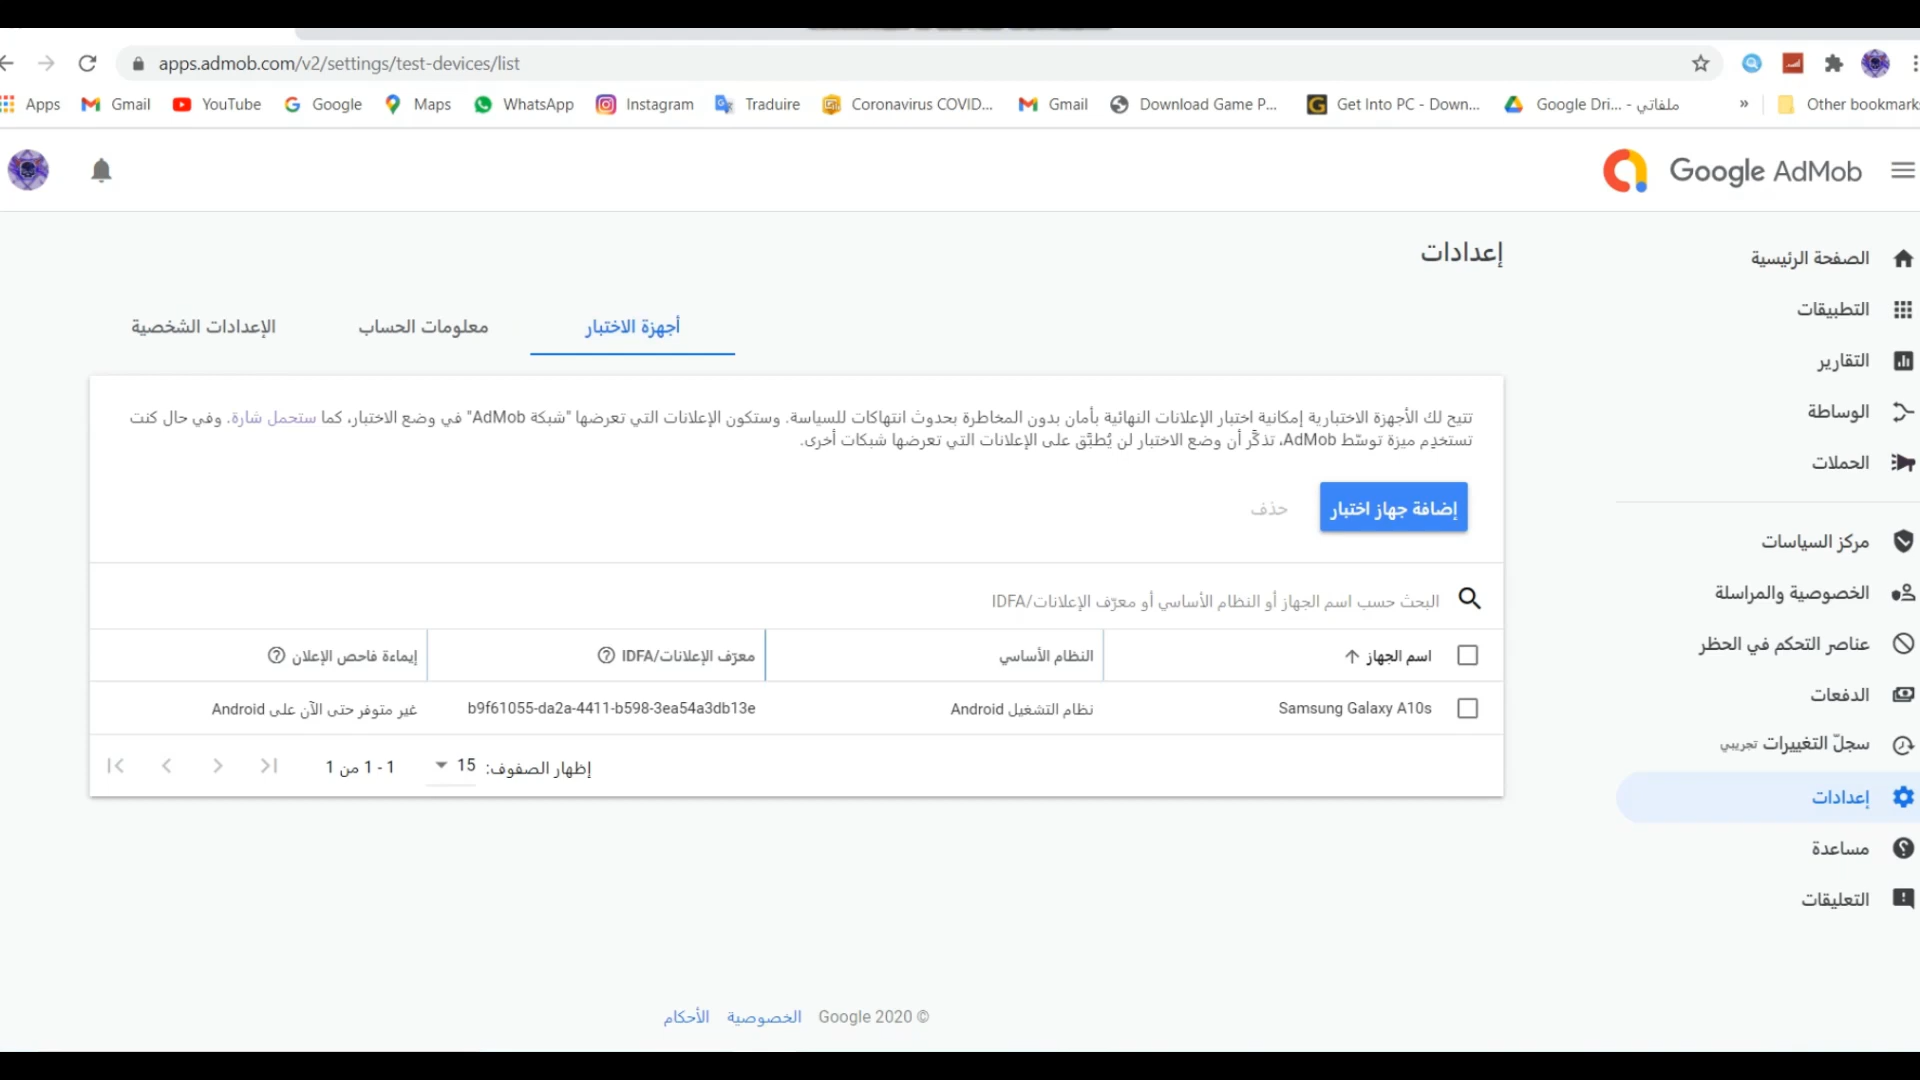 apps.admob.com/v2/settings/test-devices/list
Apps
Gmail
YouTube
Google
Maps
WhatsApp
Instagram
Traduire
Coronavirus COVID...
Gmail
Download Game P...
Get Into PC - Down...
Google Dri... - ملفاتي
»
Other bookmarks
Google AdMob
إعدادات
أجهزة الاختبار
معلومات الحساب
الإعدادات الشخصية
تتيح لك الأجهزة الاختبارية إمكانية اختبار الإعلانات النهائية بأمان بدون المخاطرة بحدوث انتهاكات للسياسة. وستكون الإعلانات التي تعرضها "شبكة AdMob" في وضع الاختبار، كما ستحمل شارة. وفي حال كنت
تستخدِم ميزة توسّط AdMob، تذكَّر أن وضع الاختبار لن يُطبَّق على الإعلانات التي تعرضها شبكات أخرى.
إضافة جهاز اختبار
حذف
البحث حسب اسم الجهاز أو النظام الأساسي أو معرّف الإعلانات/IDFA
اسم الجهاز
النظام الأساسي
معرّف الإعلانات/IDFA
إيماءة فاحص الإعلان
Samsung Galaxy A10s
نظام التشغيل Android
b9f61055-da2a-4411-b598-3ea54a3db13e
غير متوفر حتى الآن على Android
إظهار الصفوف: 15
1 - 1 من 1
الصفحة الرئيسية
التطبيقات
التقارير
الوساطة
الحملات
مركز السياسات
الخصوصية والمراسلة
عناصر التحكم في الحظر
الدفعات
سجلّ التغييرات تجريبي
إعدادات
مساعدة
التعليقات
© Google 2020
الخصوصية
الأحكام